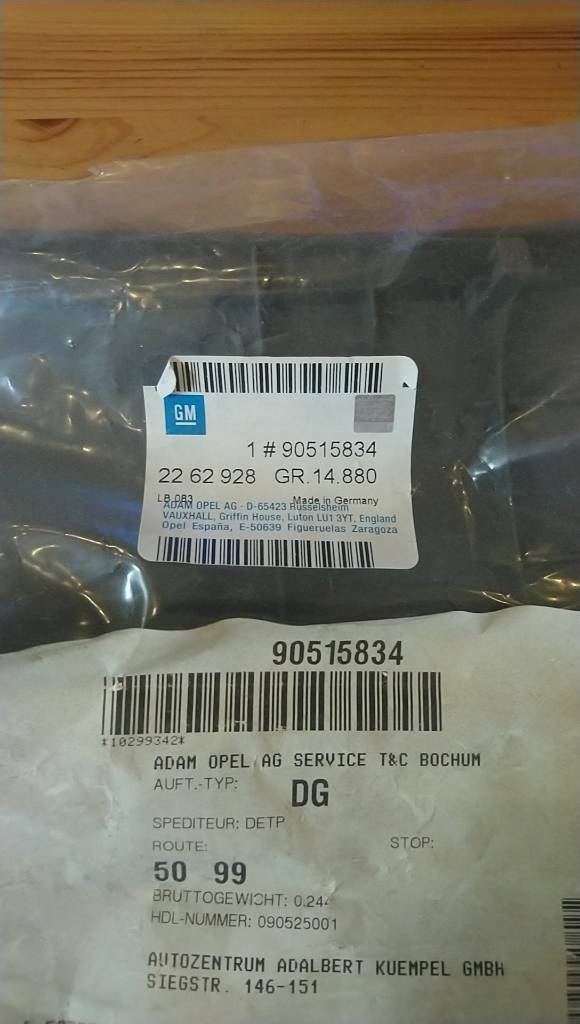 GM
1 # 90515834
22 62 928 GR.14.880
LB 083
Made in Germany
ADAM OPEL AG · D-65423 Rüsselsheim
VAUXHALL, Griffin House, Luton LU1 3YT, England
Opel España, E-50639 Figueruelas Zaragoza
90515834
*10299342*
ADAM OPEL AG SERVICE T&C BOCHUM
AUFT.-TYP: DG
SPEDITEUR: DETP
ROUTE: STOP:
50 99
BRUTTOGEWICHT: 0.244
HDL-NUMMER: 090525001
AUTOZENTRUM ADALBERT KUEMPEL GMBH
SIEGSTR. 146-151